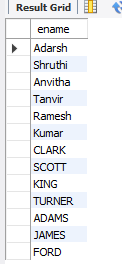 Result Grid
ename
Adarsh
Shruthi
Anvitha
Tanvir
Ramesh
Kumar
CLARK
SCOTT
KING
TURNER
ADAMS
JAMES
FORD